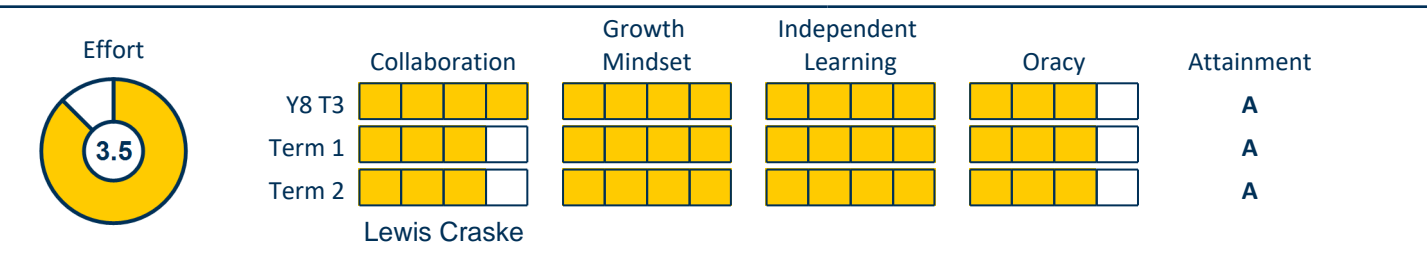 Effort
3.5
Collaboration
Growth
Mindset
Independent
Learning
Oracy
Attainment
Y8 T3
A
Term 1
A
Term 2
A
Lewis Craske